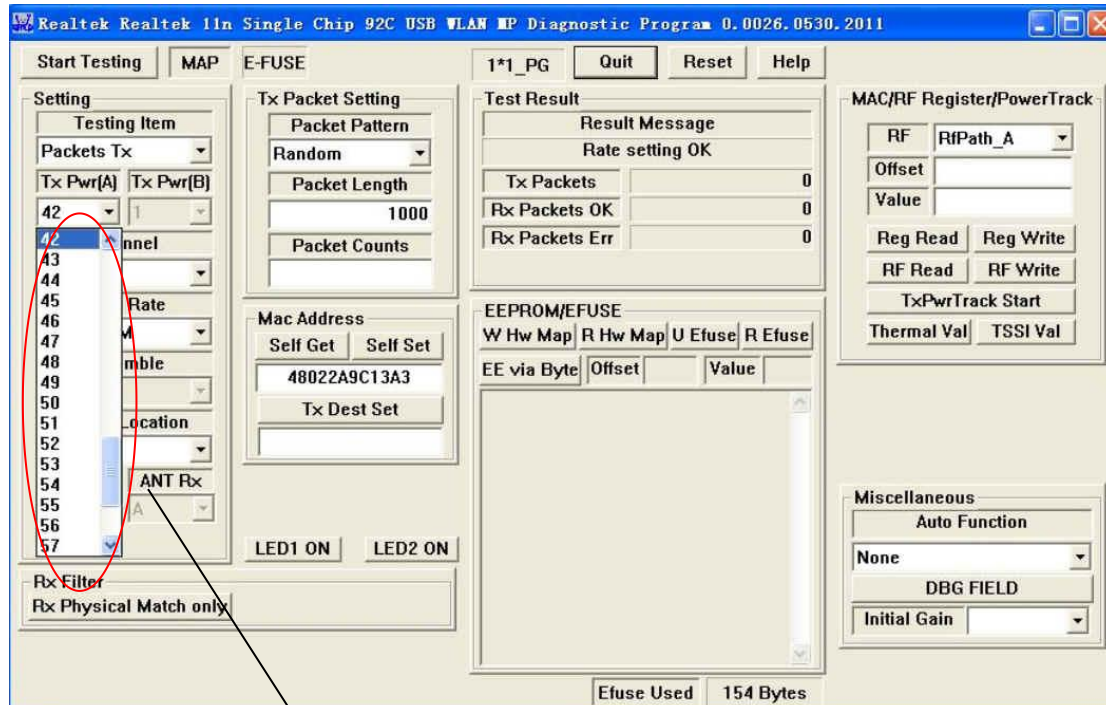 Realtek Realtek 11n Single Chip 92C USB WLAN MP Diagnostic Program 0.0026.0530.2011
Start Testing MAP E-FUSE 1*1_PG Quit Reset Help
Setting
Testing Item
Packets Tx
Tx Pwr(A) Tx Pwr(B)
42 1
42
43
44
45
46
47
48
49
50
51
52
53
54
55
56
57
nnel
Rate
M
mble
Location
ANT Rx
A
Rx Filter
Rx Physical Match only
Tx Packet Setting
Packet Pattern
Random
Packet Length
1000
Packet Counts
Mac Address
Self Get Self Set
48022A9C13A3
Tx Dest Set
LED1 ON LED2 ON
Test Result
Result Message
Rate setting OK
Tx Packets 0
Rx Packets OK 0
Rx Packets Err 0
EEPROM/EFUSE
W Hw Map R Hw Map U Efuse R Efuse
EE via Byte Offset Value
Efuse Used 154 Bytes
MAC/RF Register/PowerTrack
RF RfPath_A
Offset
Value
Reg Read Reg Write
RF Read RF Write
TxPwrTrack Start
Thermal Val TSSI Val
Miscellaneous
Auto Function
None
DBG FIELD
Initial Gain